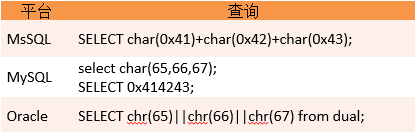 平台 查询
MsSQL SELECT char(0x41)+char(0x42)+char(0x43);
MySQL select char(65,66,67);
SELECT 0x414243;
Oracle SELECT chr(65)||chr(66)||chr(67) from dual;